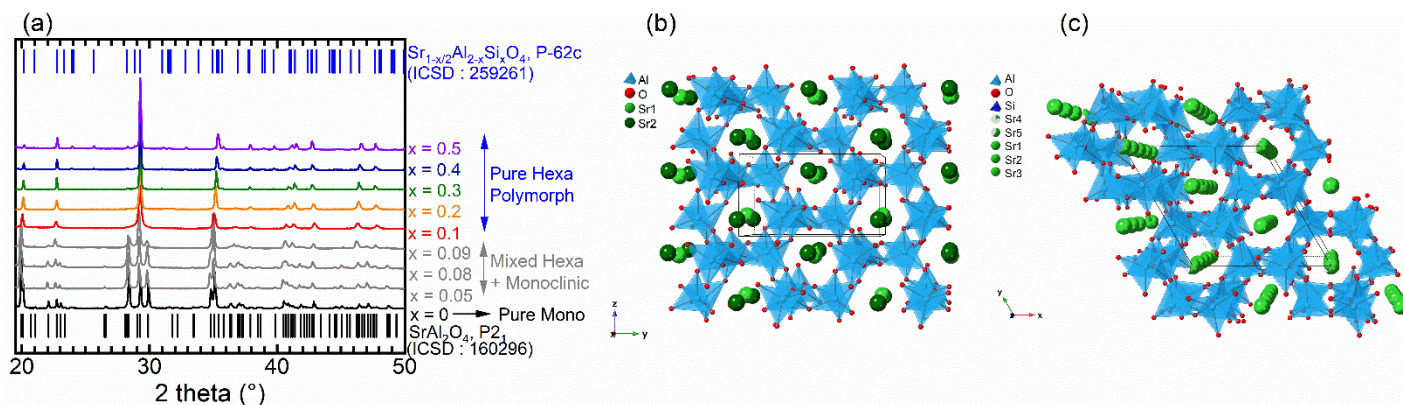 (a)
Sr1-x/2Al2-xSixO4, P-62c
(ICSD : 259261)
x = 0.5
x = 0.4
x = 0.3
x = 0.2
x = 0.1
x = 0.09
x = 0.08
x = 0.05
x = 0
Pure Hexa
Polymorph
Mixed Hexa
+ Monoclinic
Pure Mono
SrAl2O4, P21
(ICSD : 160296)
20
30
40
50
2 theta (°)
(b)
Al
O
Sr1
Sr2
z
x
y
(c)
Al
O
Si
Sr4
Sr5
Sr1
Sr2
Sr3
y
z
x